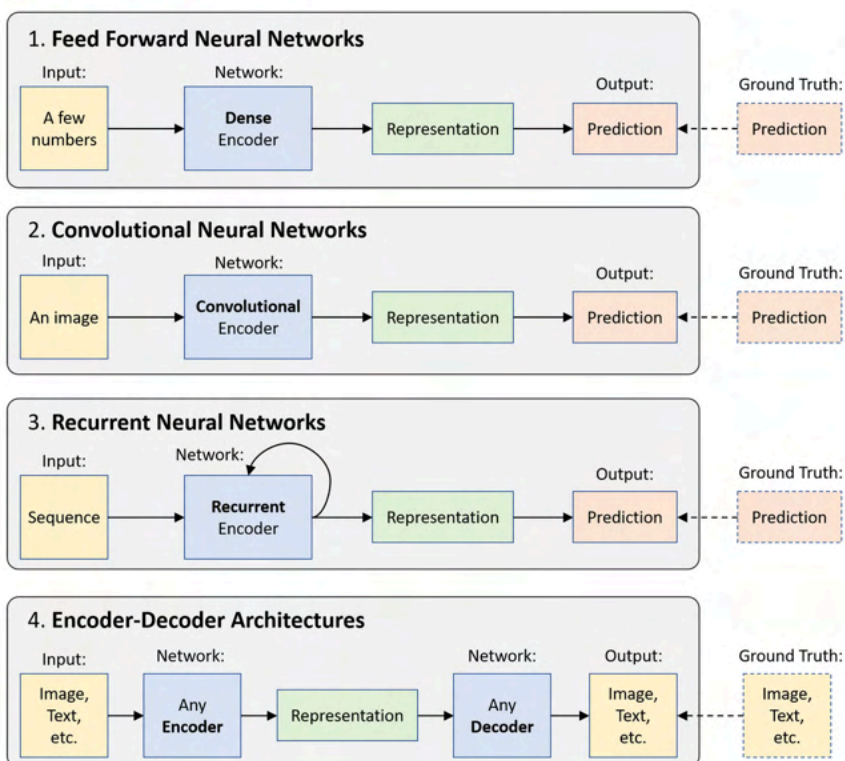 1. Feed Forward Neural Networks
Input:
Network:
Output:
Ground Truth:
A few
numbers
Dense
Encoder
Representation
Prediction
Prediction
2. Convolutional Neural Networks
Input:
Network:
Output:
Ground Truth:
An image
Convolutional
Encoder
Representation
Prediction
Prediction
3. Recurrent Neural Networks
Input:
Network:
Output:
Ground Truth:
Sequence
Recurrent
Encoder
Representation
Prediction
Prediction
4. Encoder-Decoder Architectures
Input:
Network:
Network:
Output:
Ground Truth:
Image,
Text,
etc.
Any
Encoder
Representation
Any
Decoder
Image,
Text,
etc.
Image,
Text,
etc.